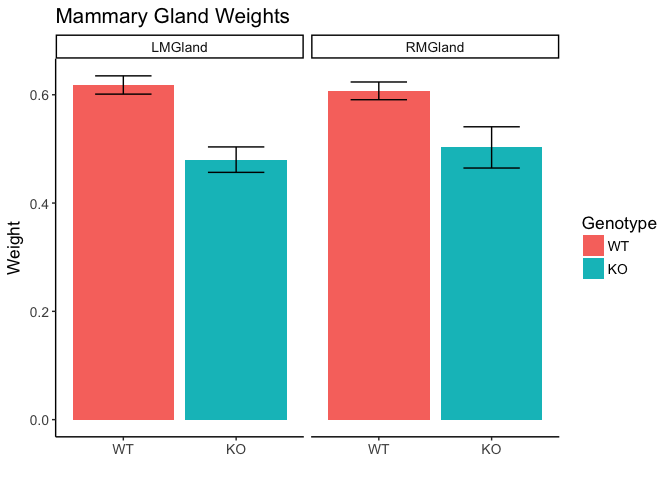 Mammary Gland Weights
LMGland
RMGland
Weight
0.6
0.4
0.2
0.0
WT
KO
WT
KO
Genotype
WT
KO